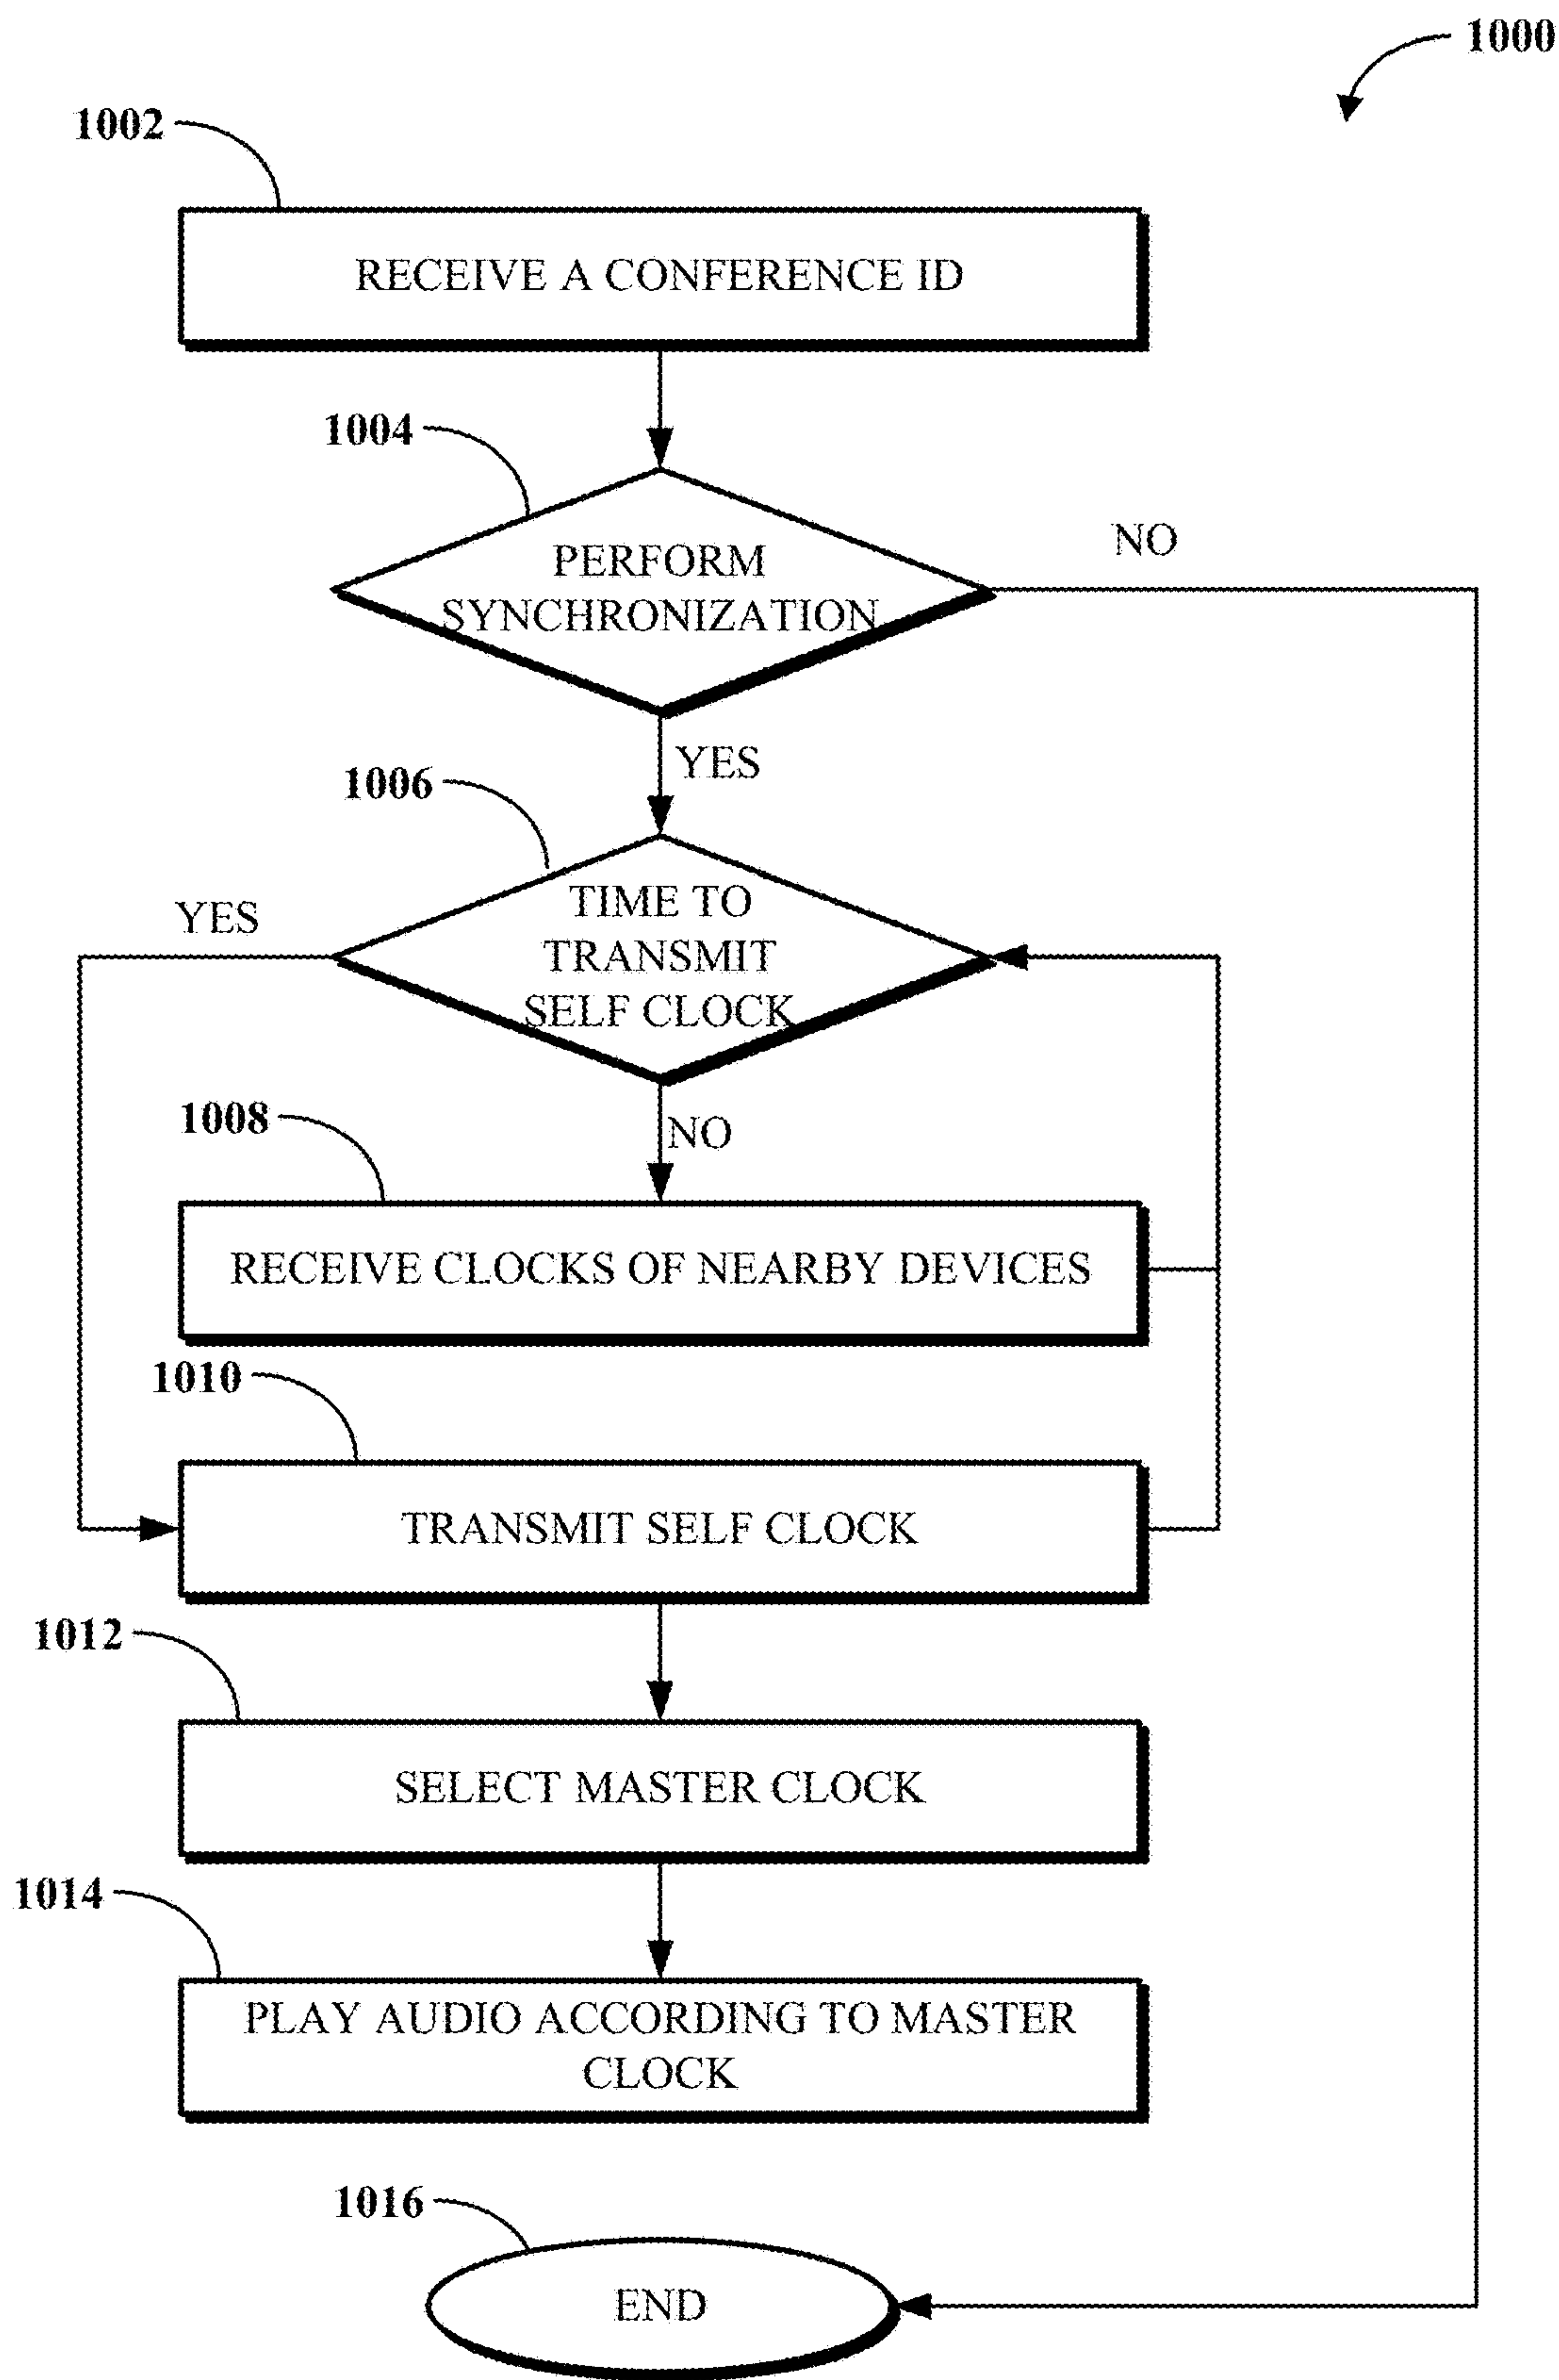 1000
1002
RECEIVE A CONFERENCE ID
1004
PERFORM
SYNCHRONIZATION
NO
YES
1006
TIME TO
TRANSMIT
SELF CLOCK
YES
NO
1008
RECEIVE CLOCKS OF NEARBY DEVICES
1010
TRANSMIT SELF CLOCK
1012
SELECT MASTER CLOCK
1014
PLAY AUDIO ACCORDING TO MASTER
CLOCK
1016
END